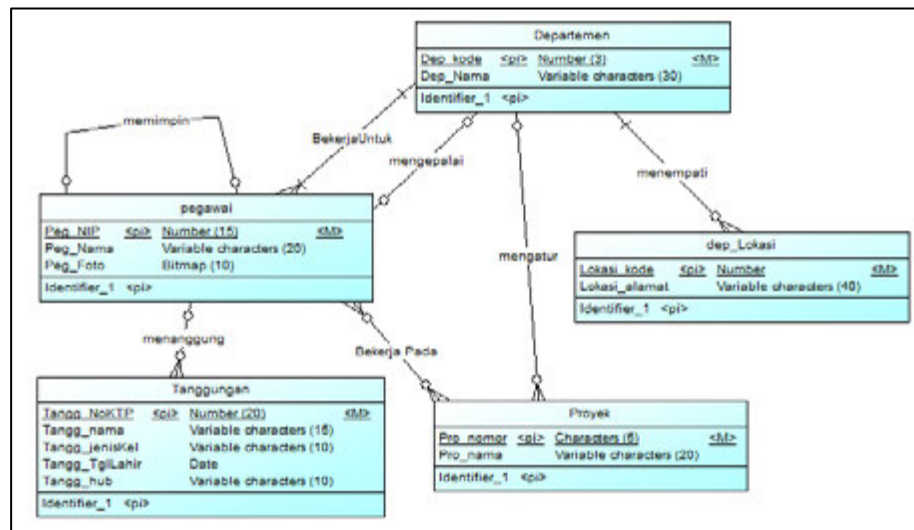 Departemen
Dep_kode <pi> Number (3) <M>
Dep_Nama Variable characters (30)
Identifier_1 <pi>
memimpin
BekerjaUntuk
mengepalai
menempati
pegawai
Peg_NIP <pi> Number (15) <M>
Peg_Nama Variable characters (20)
Peg_Foto Bitmap (10)
Identifier_1 <pi>
mengatur
dep_Lokasi
Lokasi_kode <pi> Number <M>
Lokasi_alamat Variable characters (40)
Identifier_1 <pi>
menanggung
Bekerja Pada
Tanggungan
Tangg_NoKTP <pi> Number (20) <M>
Tangg_nama Variable characters (15)
Tangg_jenisKel Variable characters (10)
Tangg_TglLahir Date
Tangg_hub Variable characters (10)
Identifier_1 <pi>
Proyek
Pro_nomor <pi> Characters (6) <M>
Pro_nama Variable characters (20)
Identifier_1 <pi>